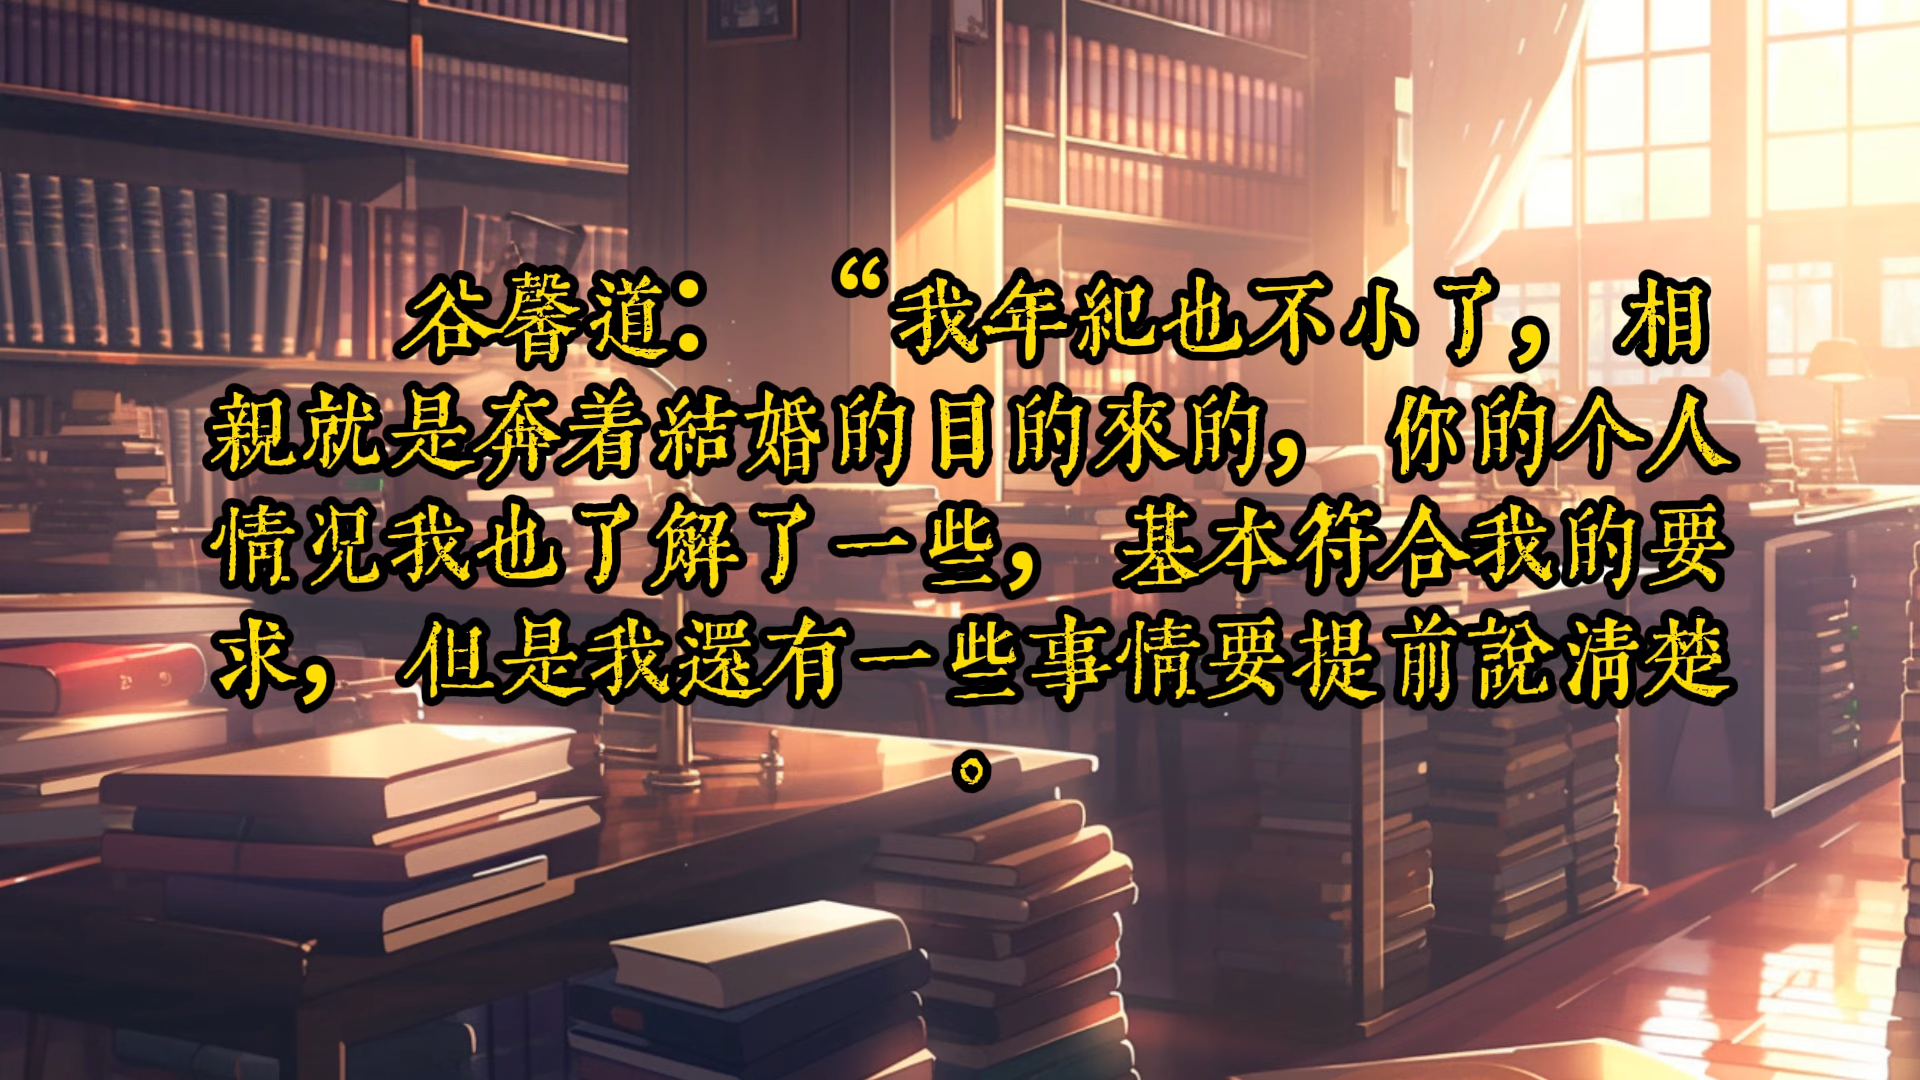 谷馨道：“我年紀也不小了，相
親就是奔着結婚的目的來的，你的个人
情況我也了解了一些，基本符合我的要
求，但是我還有一些事情要提前說清楚
。